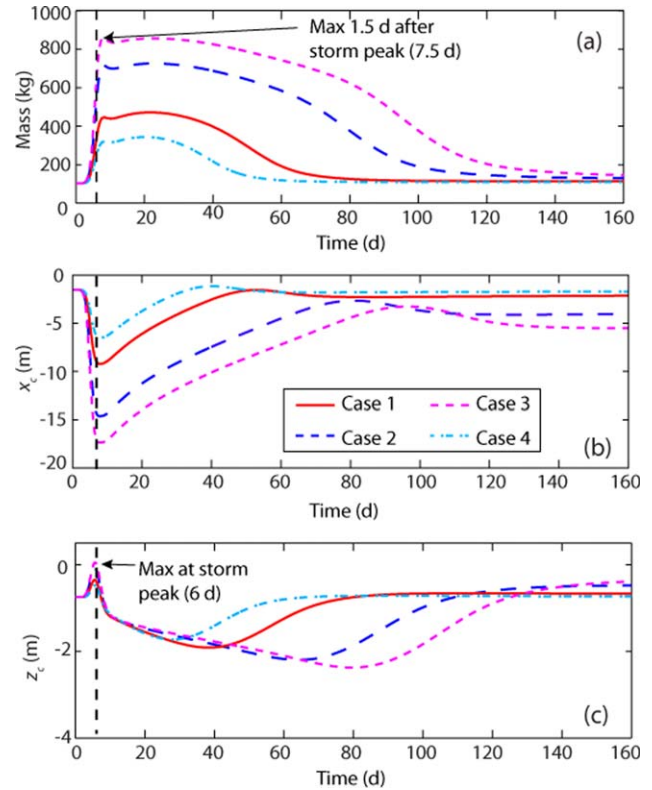 1000
800
600
400
200
0
Mass (kg)
Max 1.5 d after
storm peak (7.5 d)
(a)
0 20 40 60 80 100 120 140 160
Time (d)
0
-5
-10
-15
-20
xc (m)
Case 1 Case 3
Case 2 Case 4
(b)
0 20 40 60 80 100 120 140 160
Time (d)
0
-2
-4
zc (m)
Max at storm
peak (6 d)
(c)
0 20 40 60 80 100 120 140 160
Time (d)